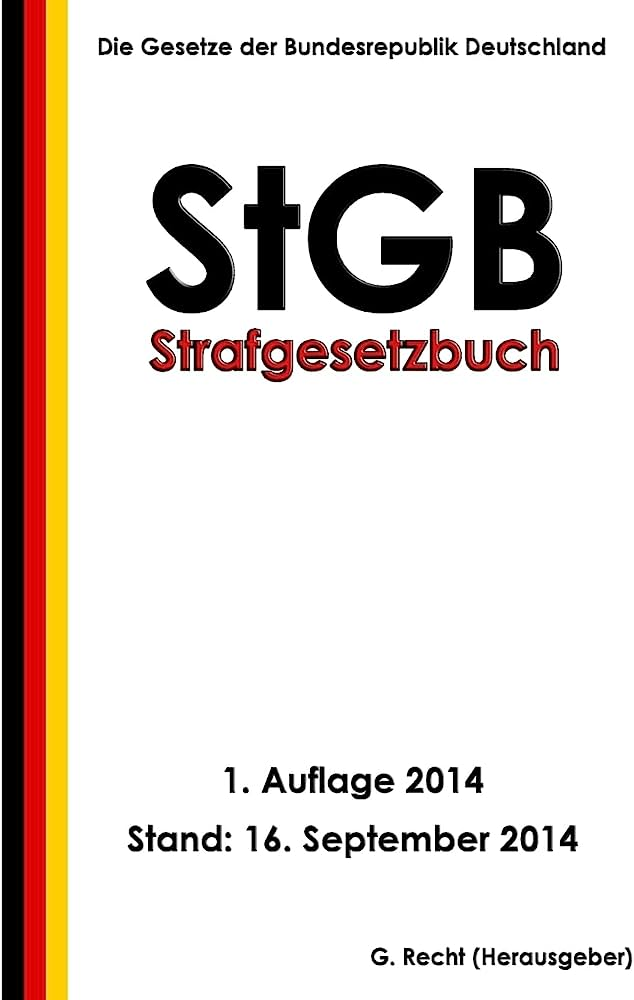 Die Gesetze der Bundesrepublik Deutschland
StGB
Strafgesetzbuch
1. Auflage 2014
Stand: 16. September 2014
G. Recht (Herausgeber)